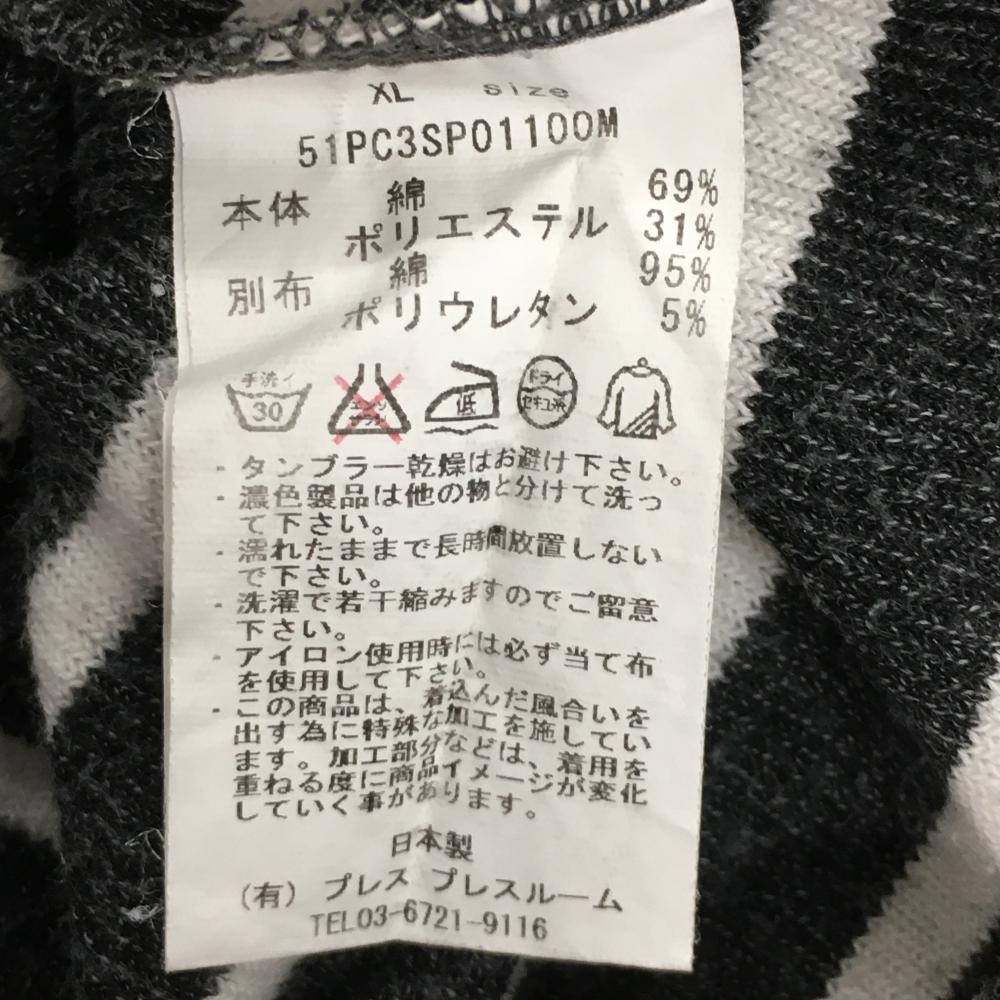 XL size
51PC3SP01100M
本体 綿 69%
ポリエステル 31%
別布 綿 95%
ポリウレタン 5%
手洗イ 30 エンソサラシ 低 ドライ セキユ系
・タンブラー乾燥はお避け下さい。
・濃色製品は他の物と分けて洗っ
て下さい。
・濡れたままで長時間放置しない
で下さい。
・洗濯で若干縮みますのでご留意
下さい。
・アイロン使用時には必ず当て布
を使用して下さい。
・この商品は、着込んだ風合いを
出す為に特殊な加工を施してい
ます。加工部分などは、着用を
重ねる度に商品イメージが変化
していく事があります。
日本製
(有) プレス プレスルーム
TEL03-6721-9116